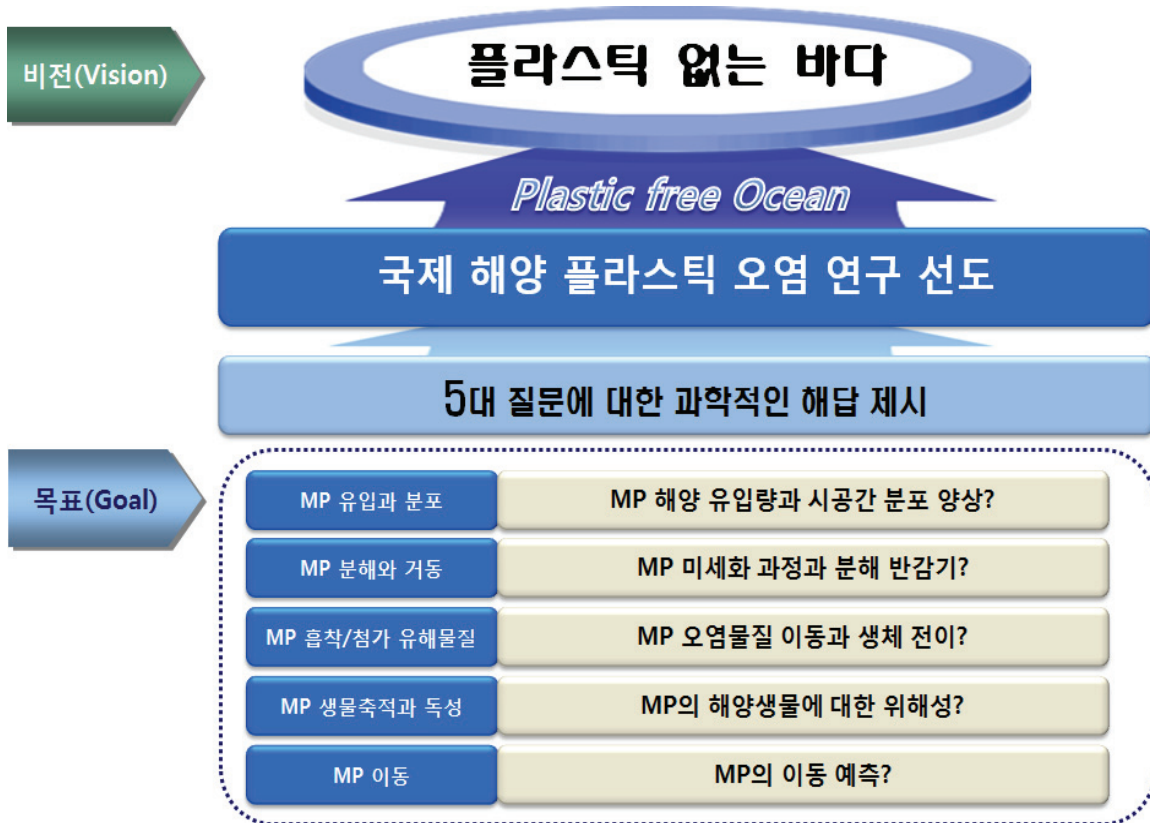 비전(Vision)
플라스틱 없는 바다
Plastic free Ocean
국제 해양 플라스틱 오염 연구 선도
5대 질문에 대한 과학적인 해답 제시
목표(Goal)
MP 유입과 분포
MP 해양 유입량과 시공간 분포 양상?
MP 분해와 거동
MP 미세화 과정과 분해 반감기?
MP 흡착/첨가 유해물질
MP 오염물질 이동과 생체 전이?
MP 생물축적과 독성
MP의 해양생물에 대한 위해성?
MP 이동
MP의 이동 예측?